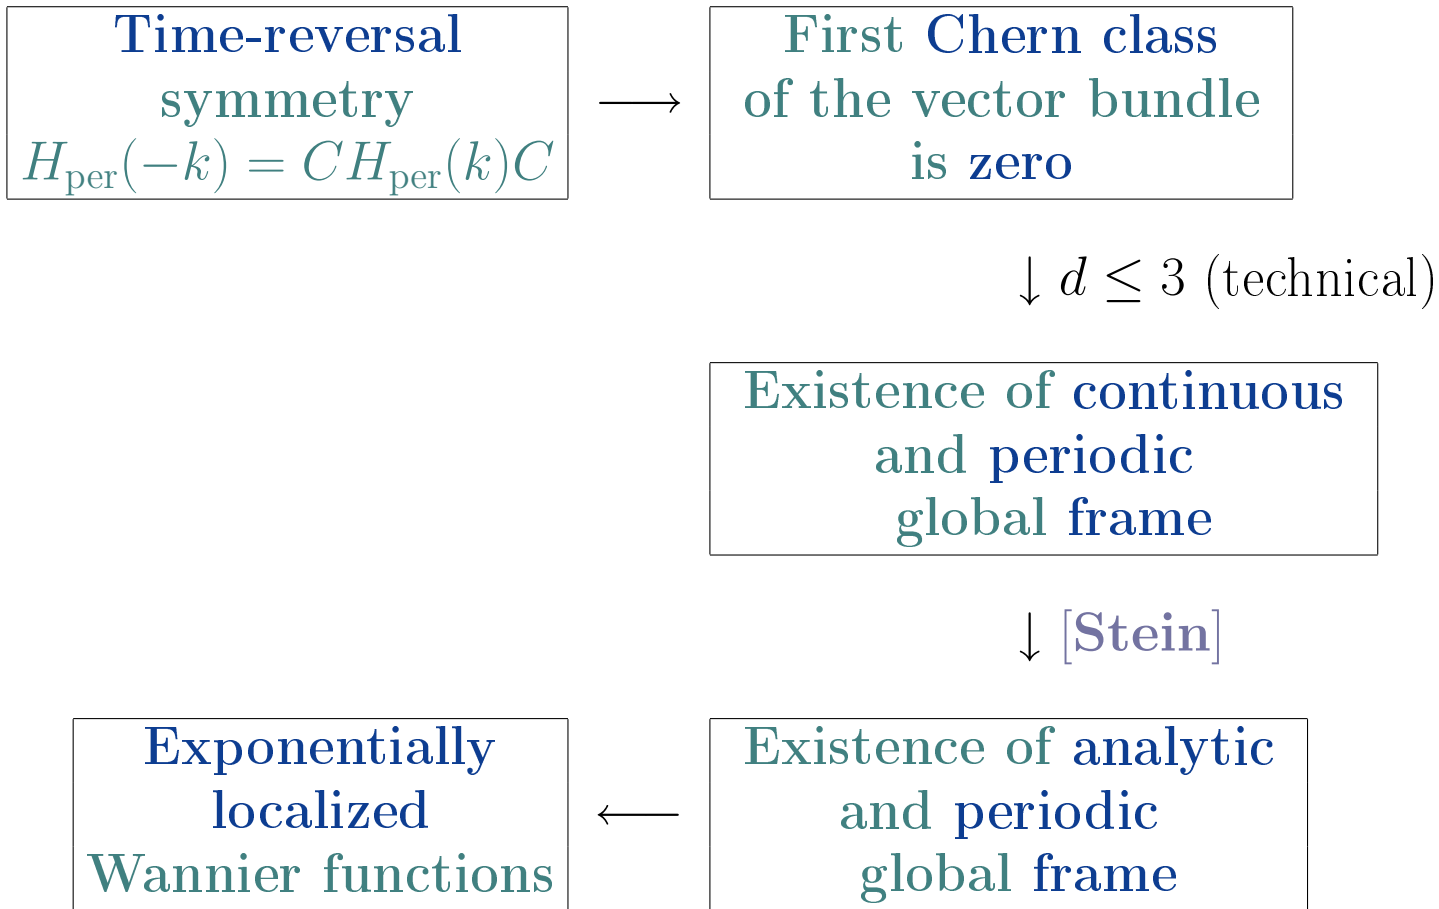 Time-reversal
symmetry
H_per(−k) = CH_per(k)C
⟶
First Chern class
of the vector bundle
is zero
↓ d ≤ 3 (technical)
Existence of continuous
and periodic
global frame
↓ [Stein]
Existence of analytic
and periodic
global frame
⟵
Exponentially
localized
Wannier functions